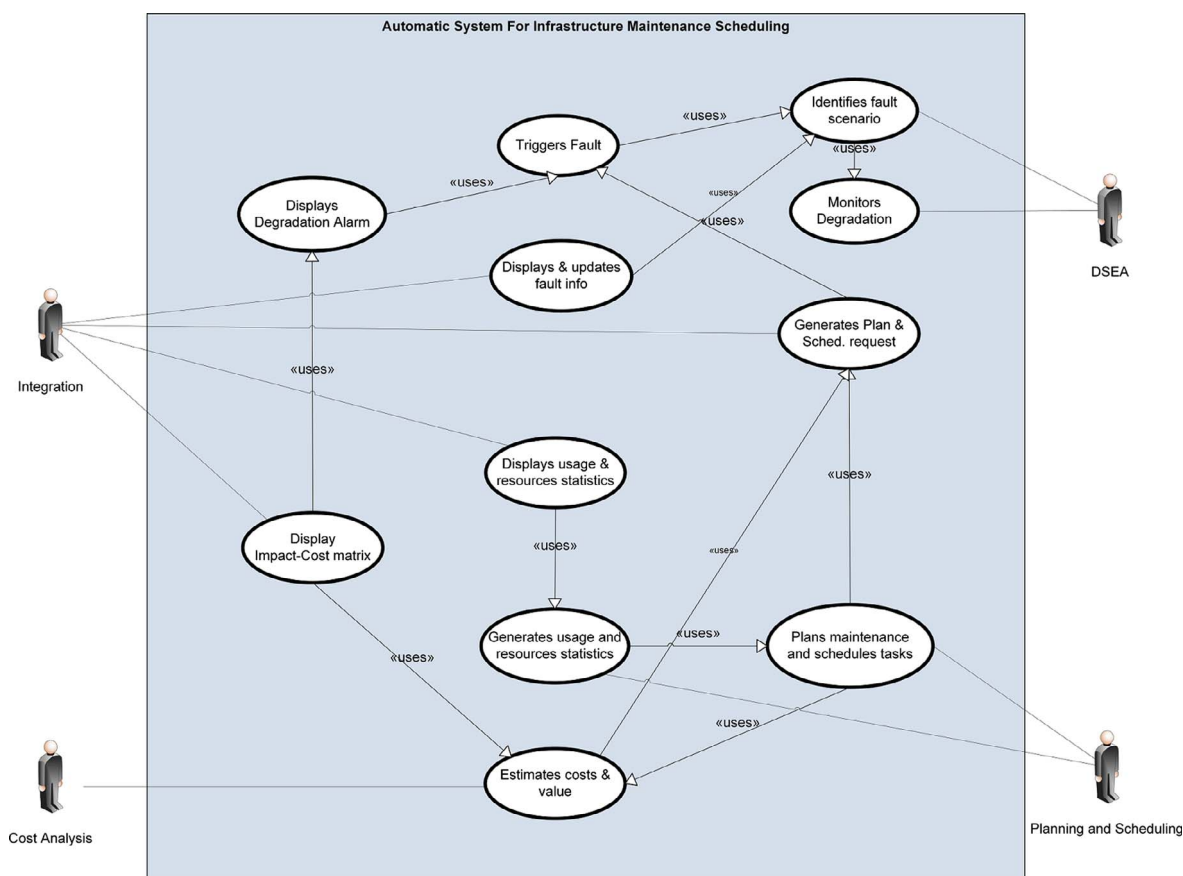 Automatic System For Infrastructure Maintenance Scheduling
Identifies fault
scenario
«uses»
Triggers Fault
«uses»
«uses»
«uses»
Displays
Degradation Alarm
Monitors
Degradation
«uses»
Displays & updates
fault info
DSEA
Generates Plan &
Sched. request
Integration
«uses»
Displays usage &
resources statistics
«uses»
Display
Impact-Cost matrix
«uses»
«uses»
Generates usage and
resources statistics
«uses»
Plans maintenance
and schedules tasks
«uses»
«uses»
Estimates costs &
value
Cost Analysis
Planning and Scheduling